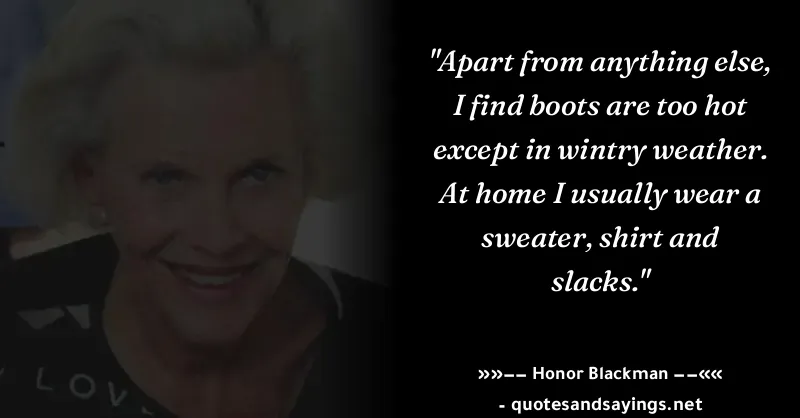 "Apart from anything else,
I find boots are too hot
except in wintry weather.
At home I usually wear a
sweater, shirt and
slacks."
»»−− Honor Blackman −−««
- quotesandsayings.net
LOV